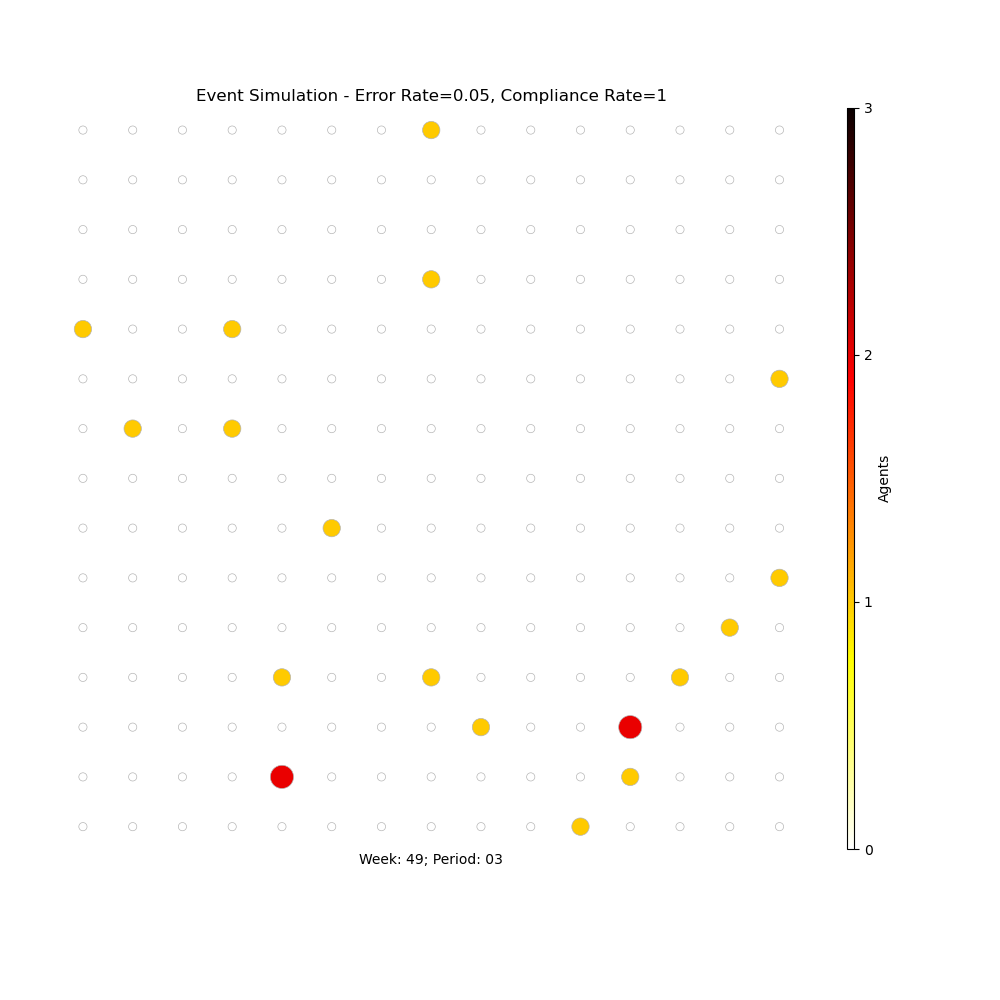 Event Simulation - Error Rate=0.05, Compliance Rate=1
3
2
Agents
1
0
Week: 49; Period: 03